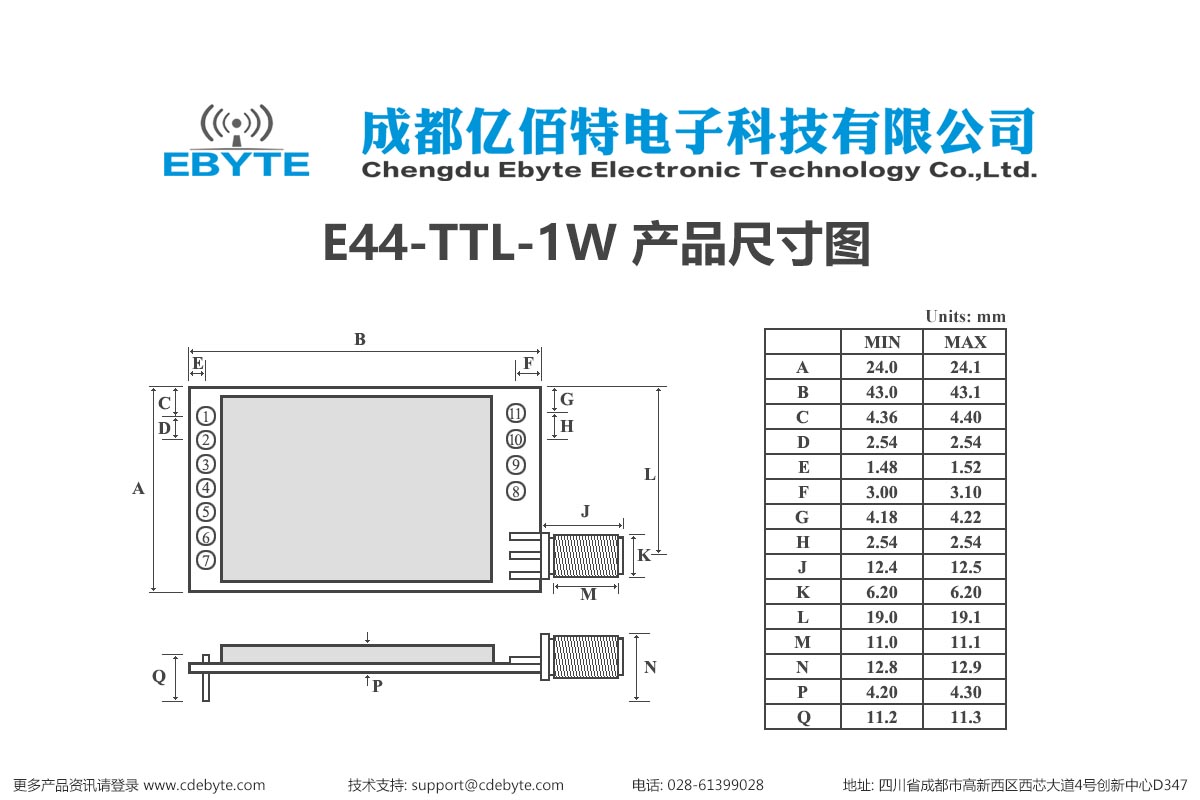 EBYTE
成都亿佰特电子科技有限公司
Chengdu Ebyte Electronic Technology Co.,Ltd.
E44-TTL-1W 产品尺寸图
B
E
F
C
D
A
1
2
3
4
5
6
7
11
10
9
8
G
H
L
J
K
M
Q
P
N
Units: mm
MIN MAX
A 24.0 24.1
B 43.0 43.1
C 4.36 4.40
D 2.54 2.54
E 1.48 1.52
F 3.00 3.10
G 4.18 4.22
H 2.54 2.54
J 12.4 12.5
K 6.20 6.20
L 19.0 19.1
M 11.0 11.1
N 12.8 12.9
P 4.20 4.30
Q 11.2 11.3
更多产品资讯请登录 www.cdebyte.com 技术支持: support@cdebyte.com 电话: 028-61399028 地址: 四川省成都市高新西区西芯大道4号创新中心D347